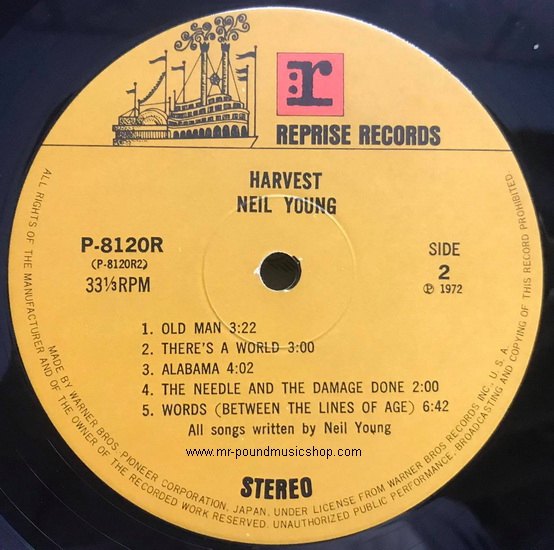 r
REPRISE RECORDS
HARVEST
NEIL YOUNG
P-8120R
(P-8120R2)
33⅓RPM
SIDE
2
Ⓟ 1972
1. OLD MAN 3:22
2. THERE'S A WORLD 3:00
3. ALABAMA 4:02
4. THE NEEDLE AND THE DAMAGE DONE 2:00
5. WORDS (BETWEEN THE LINES OF AGE) 6:42
All songs written by Neil Young
www.mr-poundmusicshop.com
STEREO
MADE BY WARNER BROS. PIONEER CORPORATION, JAPAN, UNDER LICENSE FROM WARNER BROS RECORDS INC., U.S.A.
ALL RIGHTS OF THE MANUFACTURER AND OF THE OWNER OF THE RECORDED WORK RESERVED. UNAUTHORIZED PUBLIC PERFORMANCE, BROADCASTING AND COPYING OF THIS RECORD PROHIBITED.